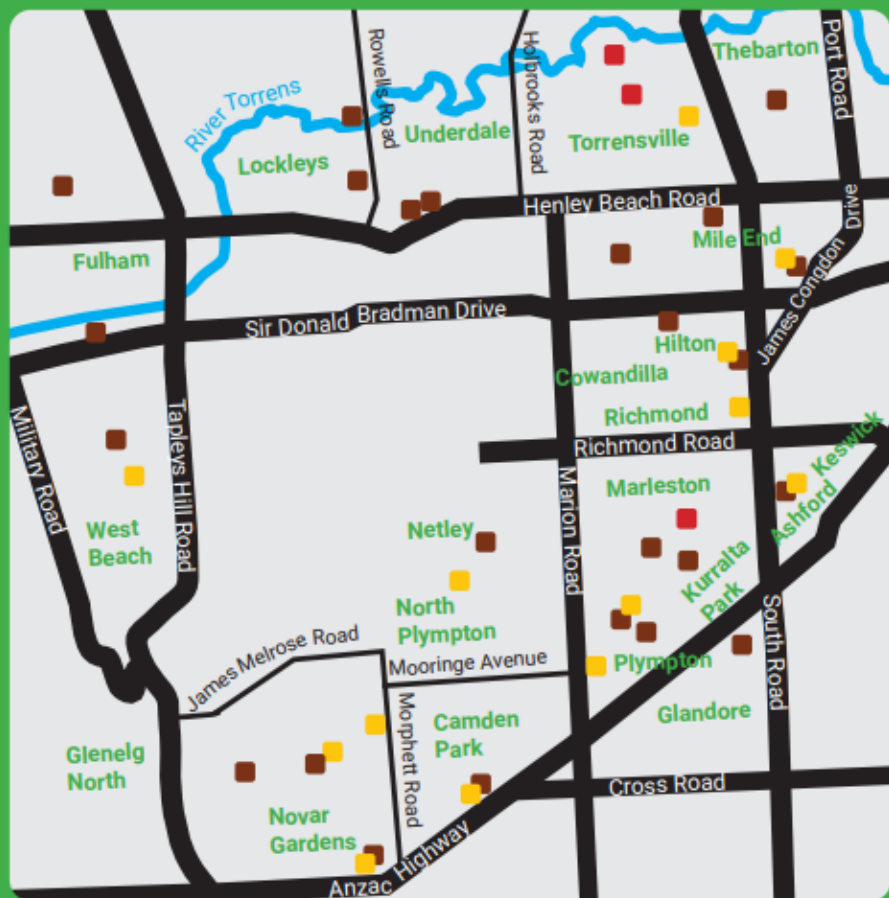 Rowells Road
Holbrooks Road
Thebarton
Port Road
River Torrens
Underdale
Torrensville
Lockleys
Henley Beach Road
Drive
Mile End
Fulham
James Congdon
Sir Donald Bradman Drive
Hilton
Cowandilla
Richmond
Military Road
Tapleys Hill Road
Richmond Road
Keswick
Marion Road
Marleston
Ashford
West
Beach
Netley
Kurralta
Park
North
Plympton
South Road
James Melrose Road
Mooringe Avenue
Plympton
Morphett Road
Camden
Park
Glandore
Glenelg
North
Cross Road
Novar
Gardens
Anzac Highway